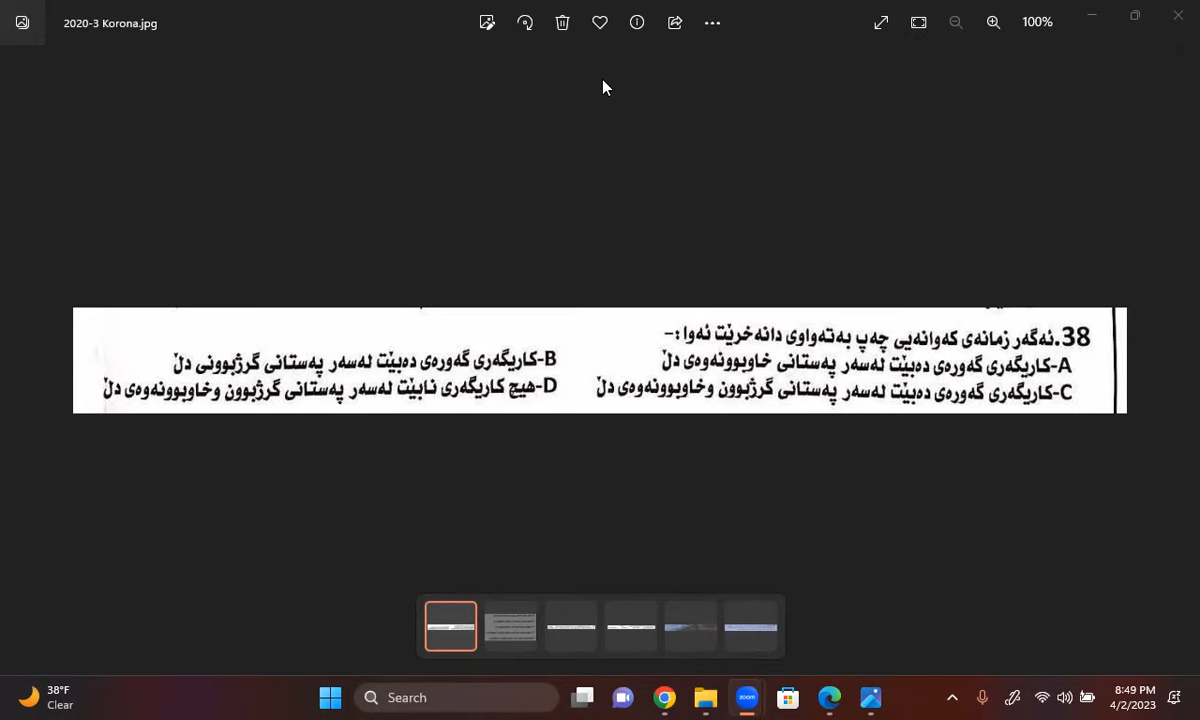 2020-3 Korona.jpg
100%
38.ئەگەر زمانەی کەوانەیی چەپ بەتەواوی دانەخرێت ئەوا :-
A-کاریگەری گەورەی دەبێت لەسەر پەستانی خاوبوونەوەی دڵ
B-کاریگەری گەورەی دەبێت لەسەر پەستانی گرژبوونی دڵ
C-کاریگەری گەورەی دەبێت لەسەر پەستانی گرژبوون وخاوبوونەوەی دڵ
D-هیچ کاریگەری نابێت لەسەر پەستانی گرژبوون وخاوبوونەوەی دڵ
38°F
Clear
Search
zoom
8:49 PM
4/2/2023